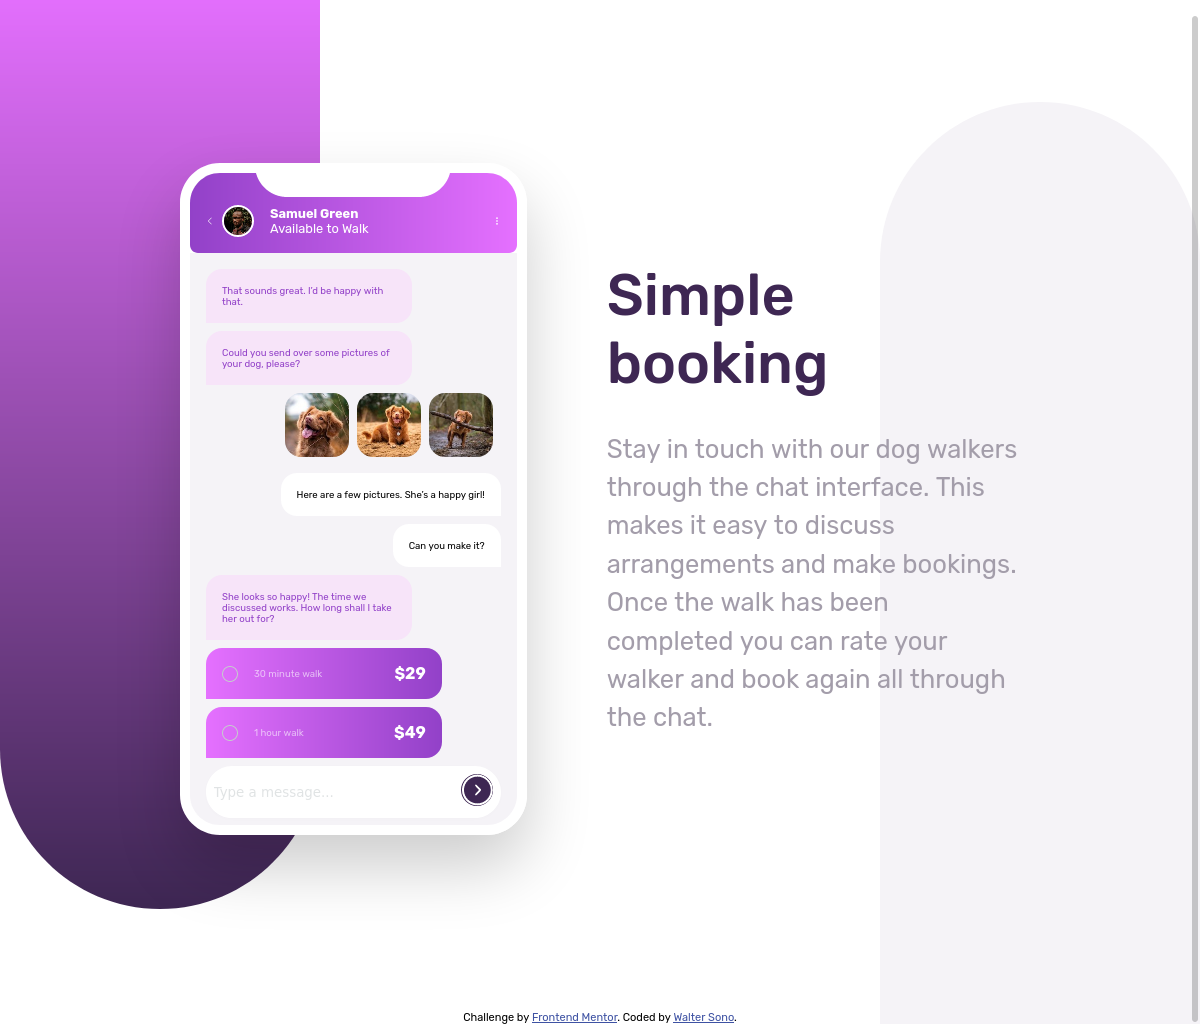 Samuel Green
Available to Walk
That sounds great. I'd be happy with
that.
Could you send over some pictures of
your dog, please?
Here are a few pictures. She's a happy girl!
Can you make it?
She looks so happy! The time we
discussed works. How long shall I take
her out for?
30 minute walk $29
1 hour walk $49
Type a message...
Simple
booking
Stay in touch with our dog walkers
through the chat interface. This
makes it easy to discuss
arrangements and make bookings.
Once the walk has been
completed you can rate your
walker and book again all through
the chat.
Challenge by Frontend Mentor. Coded by Walter Sono.